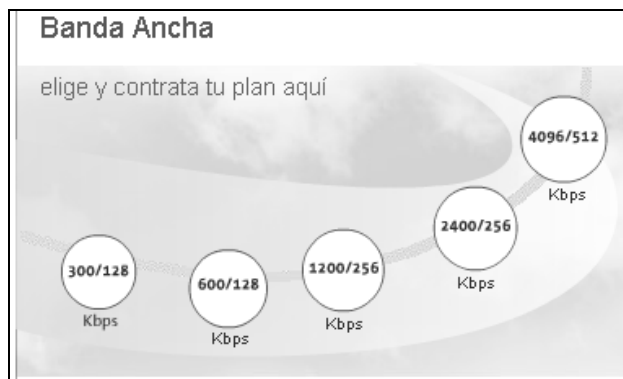 Banda Ancha
elige y contrata tu plan aquí
4096/512
Kbps
2400/256
Kbps
1200/256
Kbps
600/128
Kbps
300/128
Kbps